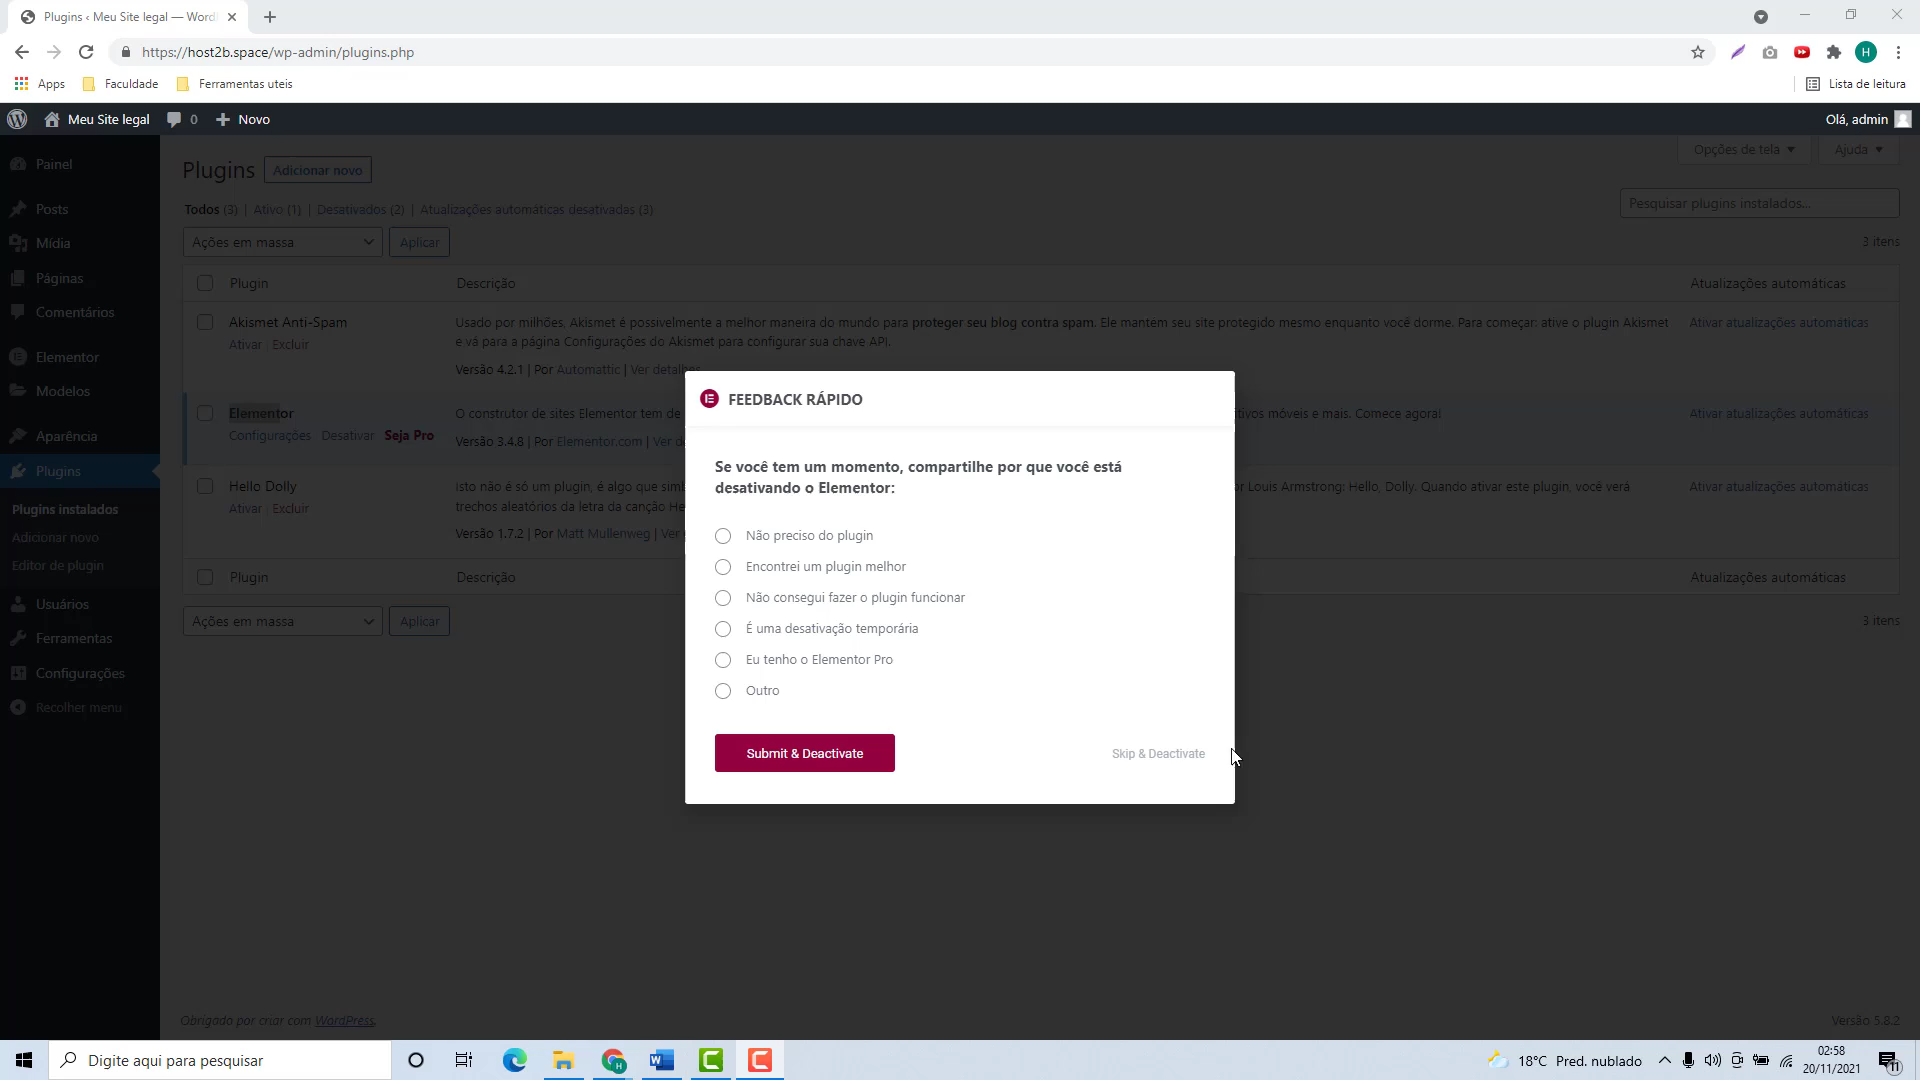 Plugins ‹ Meu Site legal — Word
https://host2b.space/wp-admin/plugins.php
H
Apps
Faculdade
Ferramentas uteis
Lista de leitura
Meu Site legal
0
Novo
Olá, admin
Painel
Posts
Mídia
Páginas
Comentários
Elementor
Modelos
Aparência
Plugins
Plugins instalados
Adicionar novo
Editor de plugin
Usuários
Ferramentas
Configurações
Recolher menu
Plugins
Adicionar novo
Opções de tela
Ajuda
Todos (3) | Ativo (1) | Desativados (2) | Atualizações automáticas desativadas (3)
Pesquisar plugins instalados...
Ações em massa
Aplicar
3 itens
Plugin
Descrição
Atualizações automáticas
Akismet Anti-Spam
Ativar | Excluir
Usado por milhões, Akismet é possivelmente a melhor maneira do mundo para proteger seu blog contra spam. Ele mantem seu site protegido mesmo enquanto você dorme. Para começar: ative o plugin Akismet
e vá para a página Configurações do Akismet para configurar sua chave API.
Versão 4.2.1 | Por Automattic | Ver detalhes
Ativar atualizações automáticas
Elementor
Configurações | Desativar | Seja Pro
O construtor de sites Elementor tem de
tivos móveis e mais. Comece agora!
Versão 3.4.8 | Por Elementor.com | Ver d
Ativar atualizações automáticas
Hello Dolly
Ativar | Excluir
Isto não é só um plugin, é algo que sim
or Louis Armstrong: Hello, Dolly. Quando ativar este plugin, você verá
trechos aleatórios da letra da canção He
Versão 1.7.2 | Por Matt Mullenweg | Ver
Ativar atualizações automáticas
Plugin
Descrição
Atualizações automáticas
Ações em massa
Aplicar
3 itens
FEEDBACK RÁPIDO
Se você tem um momento, compartilhe por que você está
desativando o Elementor:
Não preciso do plugin
Encontrei um plugin melhor
Não consegui fazer o plugin funcionar
É uma desativação temporária
Eu tenho o Elementor Pro
Outro
Submit & Deactivate
Skip & Deactivate
Obrigado por criar com WordPress.
Versão 5.8.2
Digite aqui para pesquisar
18°C Pred. nublado
02:58
20/11/2021
11